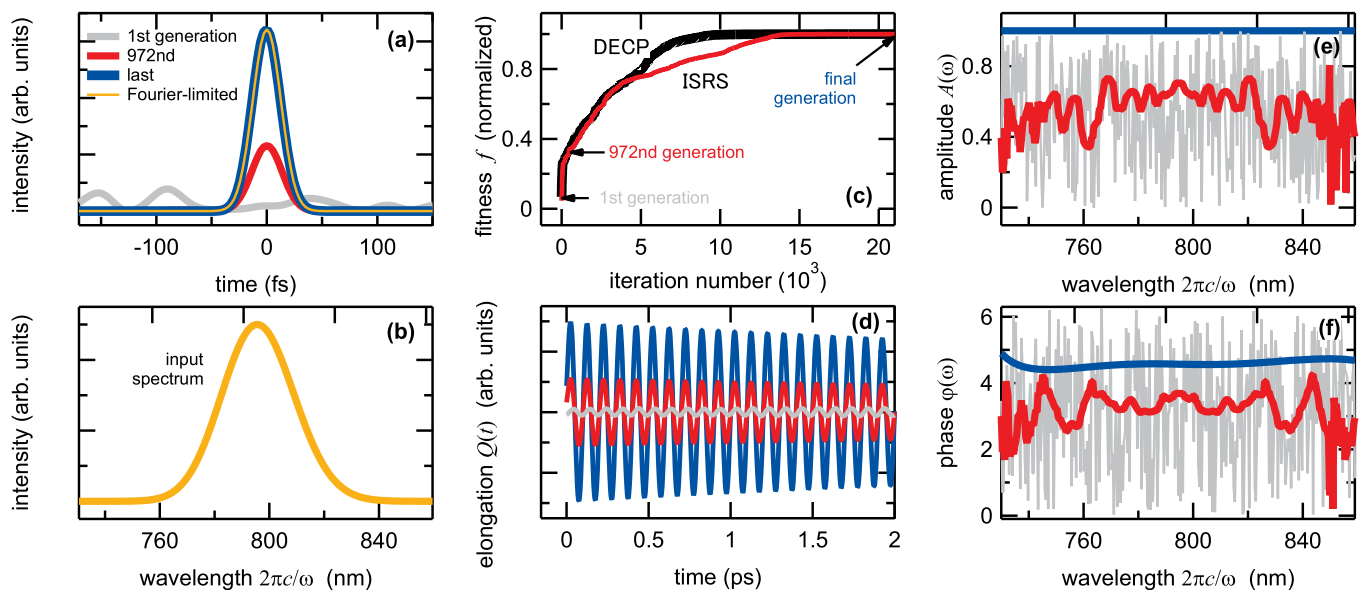 intensity (arb. units)
1st generation
972nd
last
Fourier-limited
(a)
-100
0
100
time (fs)
fitness f (normalized)
0.8
0.4
0
DECP
ISRS
final
generation
972nd generation
1st generation
(c)
0
5
10
15
20
iteration number (10³)
amplitude A(ω)
0.8
0.4
0
(e)
760
800
840
wavelength 2πc/ω (nm)
intensity (arb. units)
input
spectrum
(b)
760
800
840
wavelength 2πc/ω (nm)
elongation Q(t) (arb. units)
(d)
0
0.5
1
1.5
2
time (ps)
phase φ(ω)
6
4
2
0
(f)
760
800
840
wavelength 2πc/ω (nm)